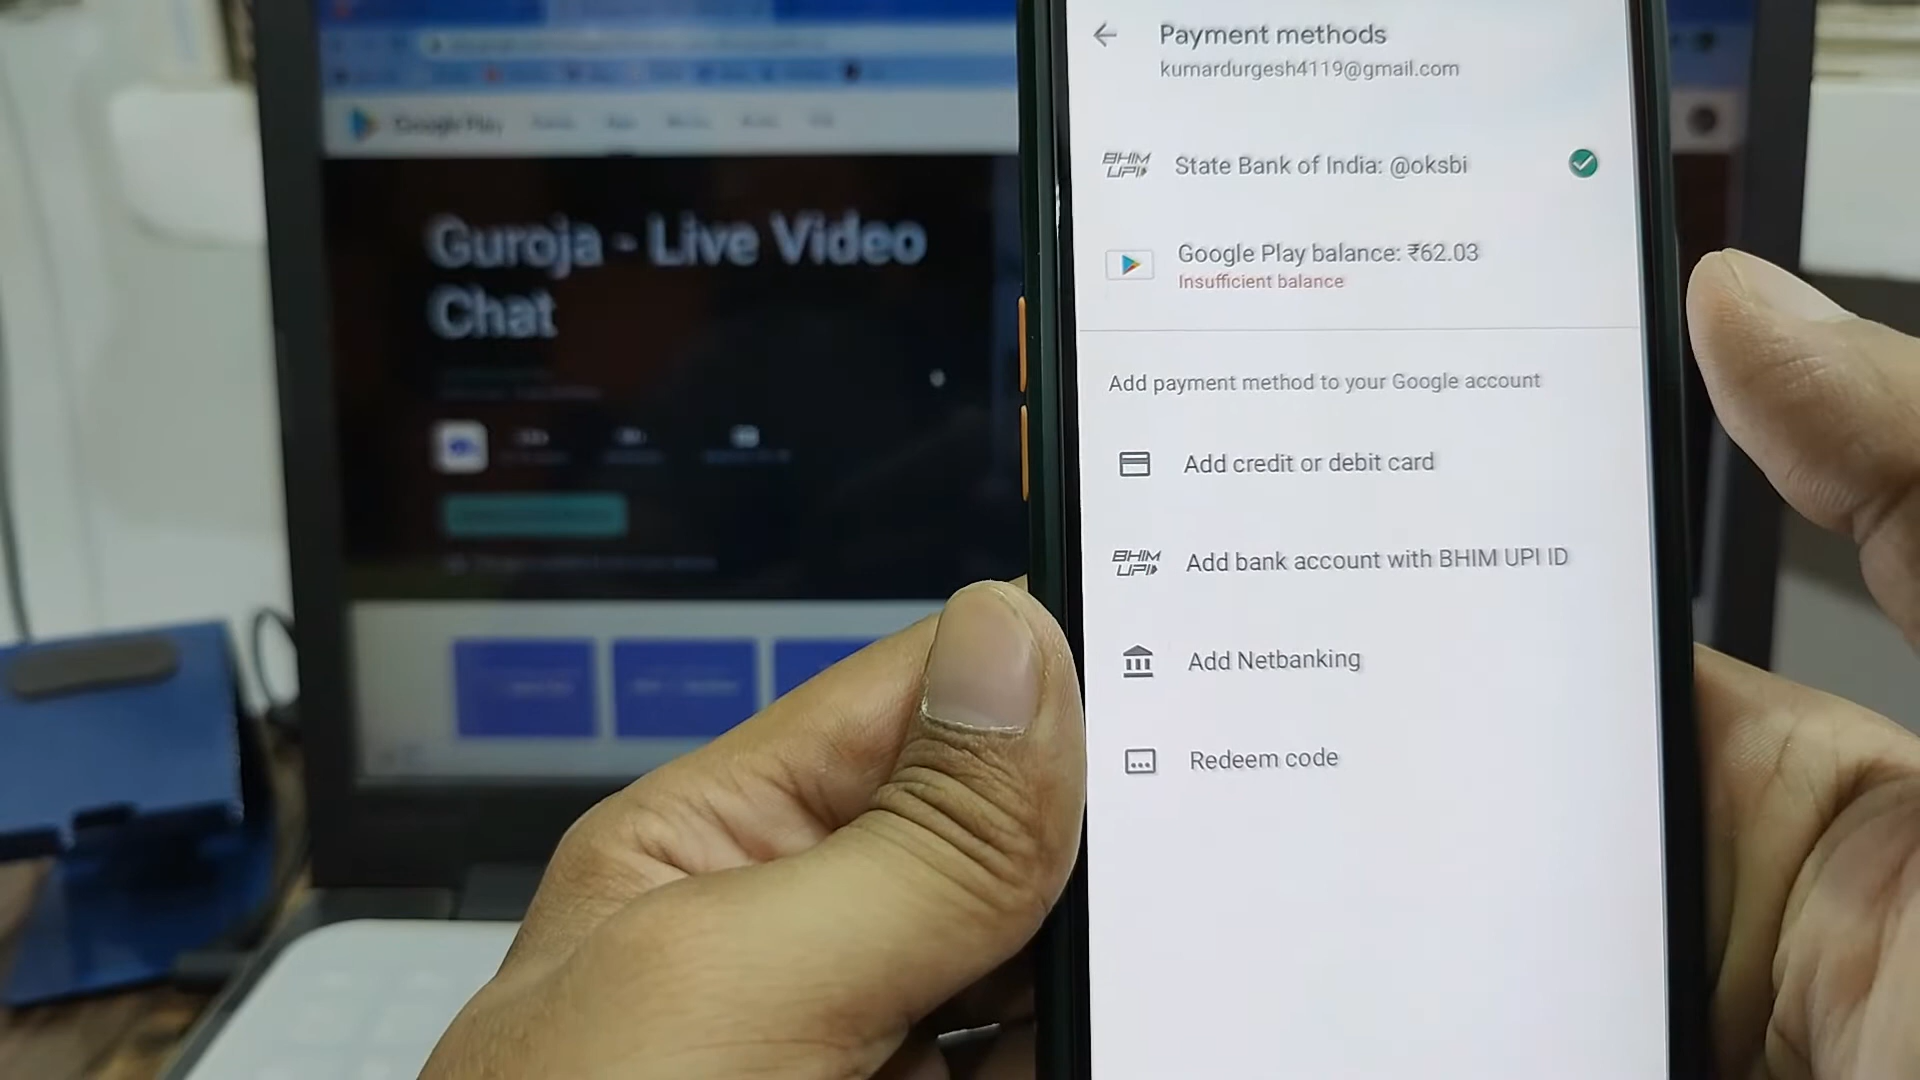 Payment methods
kumardurgesh4119@gmail.com
BHIM
UPI
State Bank of India: @oksbi
Google Play balance: ₹62.03
Insufficient balance
Add payment method to your Google account
Add credit or debit card
BHIM
UPI
Add bank account with BHIM UPI ID
Add Netbanking
Redeem code
Google Play
Guroja - Live Video
Chat